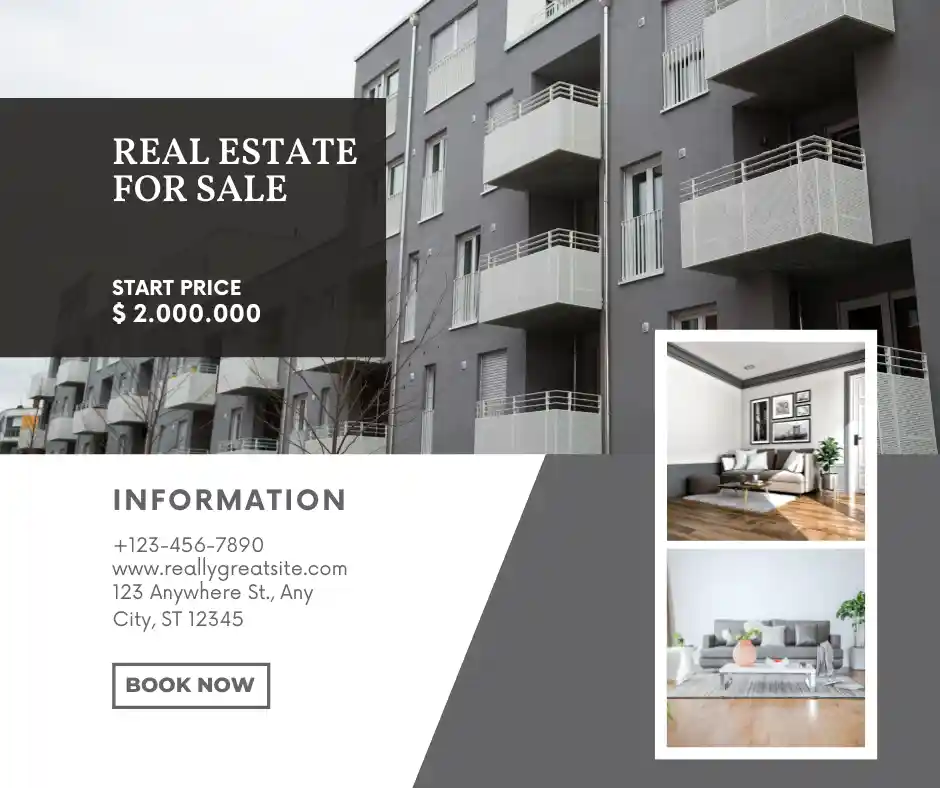 REAL ESTATE
FOR SALE
START PRICE
$ 2.000.000
INFORMATION
+123-456-7890
www.reallygreatsite.com
123 Anywhere St., Any
City, ST 12345
BOOK NOW